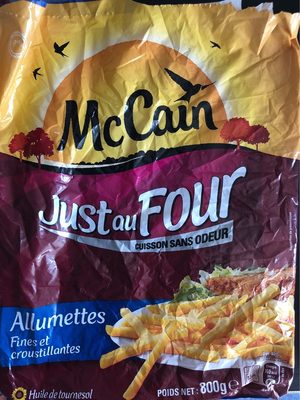 McCain
Just au Four
CUISSON SANS ODEUR
Allumettes
Fines et
croustillantes
Huile de tournesol
POIDS NET: 800g e